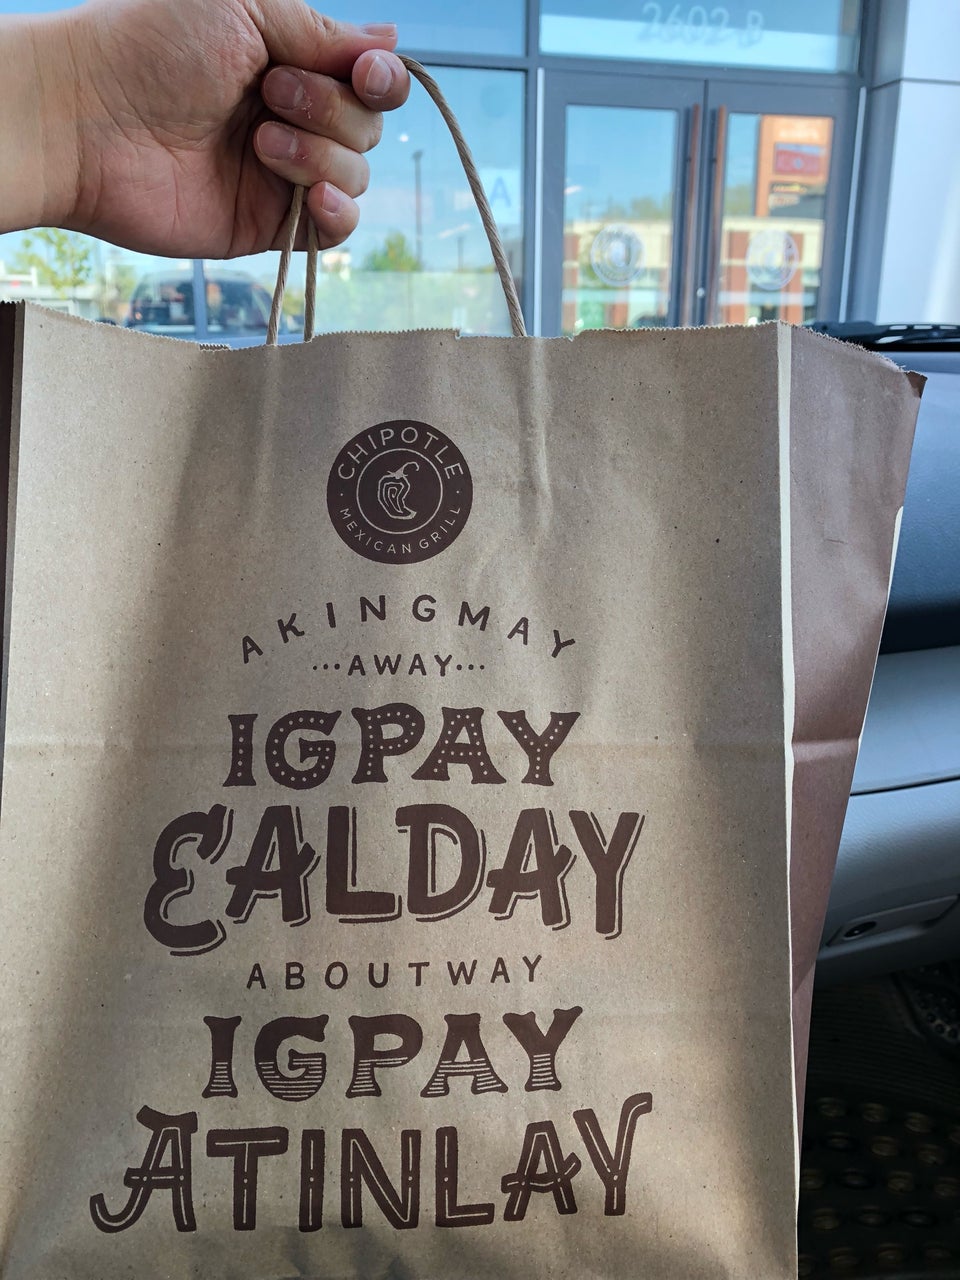 2602-B
A
CHIPOTLE
MEXICAN GRILL
AKINGMAY
...AWAY...
IGPAY
EALDAY
ABOUTWAY
IGPAY
ATINLAY